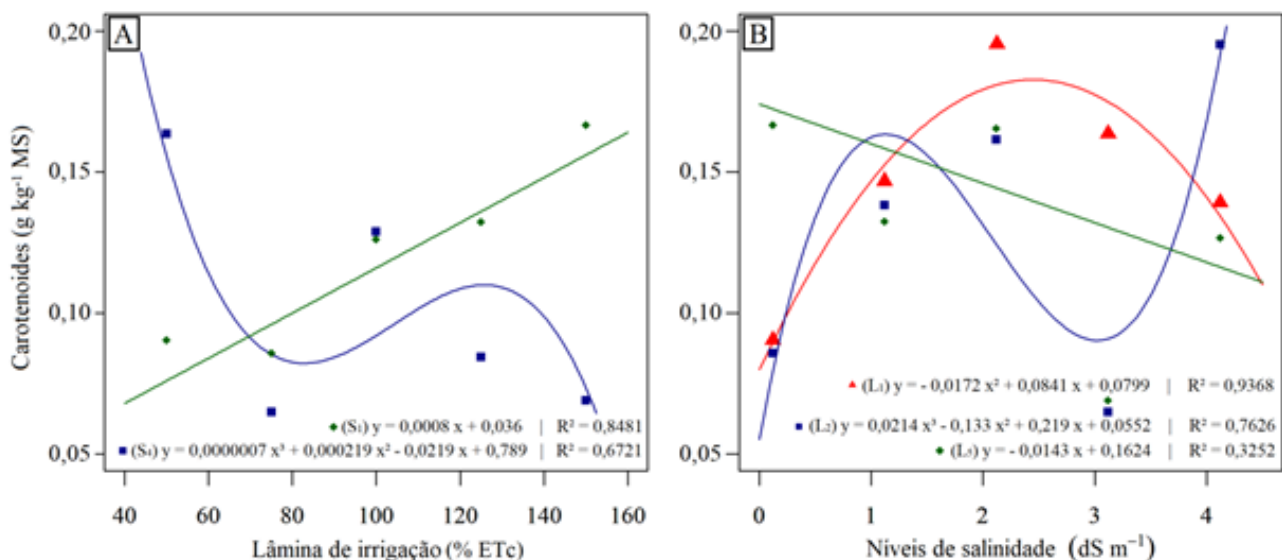 Carotenoides (g kg⁻¹ MS)
0,20
0,15
0,10
0,05
A
◆ (S₁) y = 0,0008 x + 0,036 | R² = 0,8481
■ (S₄) y = 0,0000007 x³ + 0,000219 x² - 0,0219 x + 0,789 | R² = 0,6721
40 60 80 100 120 140 160
Lâmina de irrigação (% ETc)
0,20
0,15
0,10
0,05
B
▲ (L₁) y = - 0,0172 x² + 0,0841 x + 0,0799 | R² = 0,9368
■ (L₂) y = 0,0214 x³ - 0,133 x² + 0,219 x + 0,0552 | R² = 0,7626
◆ (L₅) y = - 0,0143 x + 0,1624 | R² = 0,3252
0 1 2 3 4
Níveis de salinidade (dS m⁻¹)